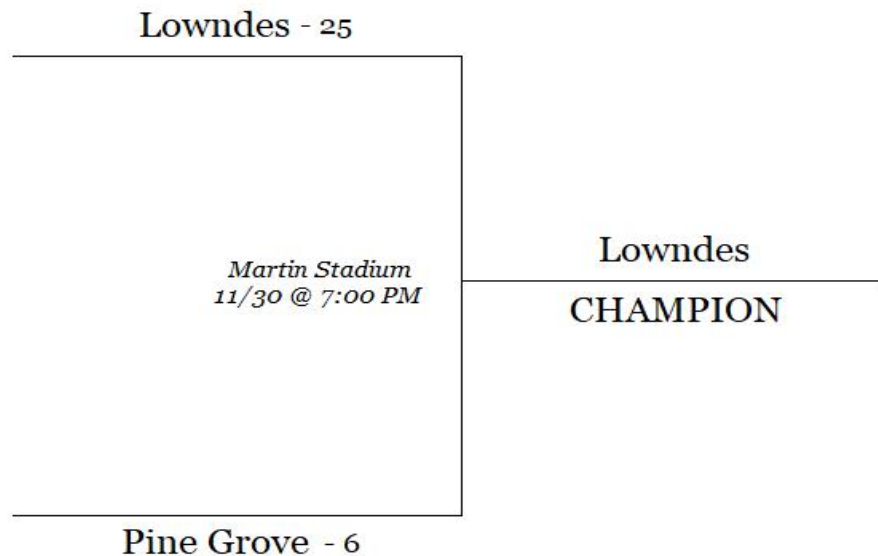 Lowndes - 25
Martin Stadium
11/30 @ 7:00 PM
Lowndes
CHAMPION
Pine Grove - 6